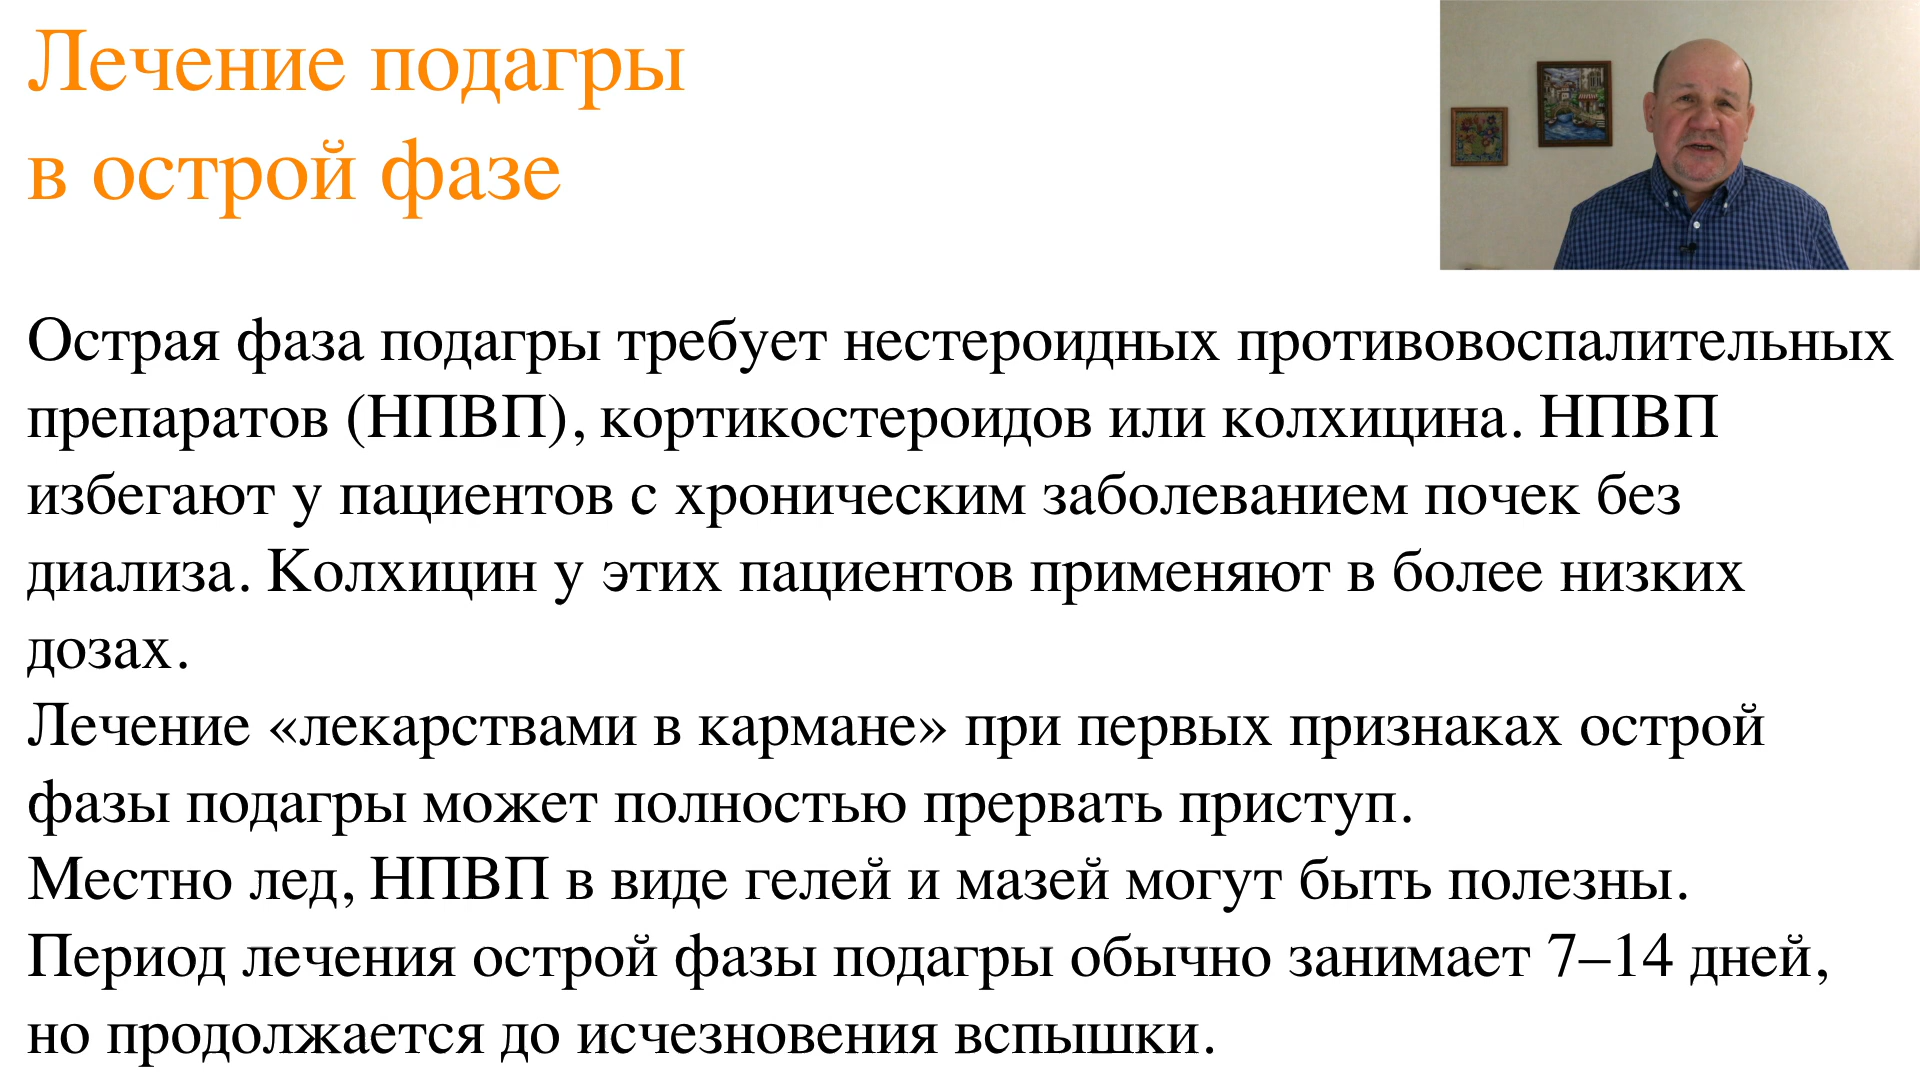 Лечение подагры
в острой фазе
Острая фаза подагры требует нестероидных противовоспалительных
препаратов (НПВП), кортикостероидов или колхицина. НПВП
избегают у пациентов с хроническим заболеванием почек без
диализа. Колхицин у этих пациентов применяют в более низких
дозах.
Лечение «лекарствами в кармане» при первых признаках острой
фазы подагры может полностью прервать приступ.
Местно лед, НПВП в виде гелей и мазей могут быть полезны.
Период лечения острой фазы подагры обычно занимает 7–14 дней,
но продолжается до исчезновения вспышки.